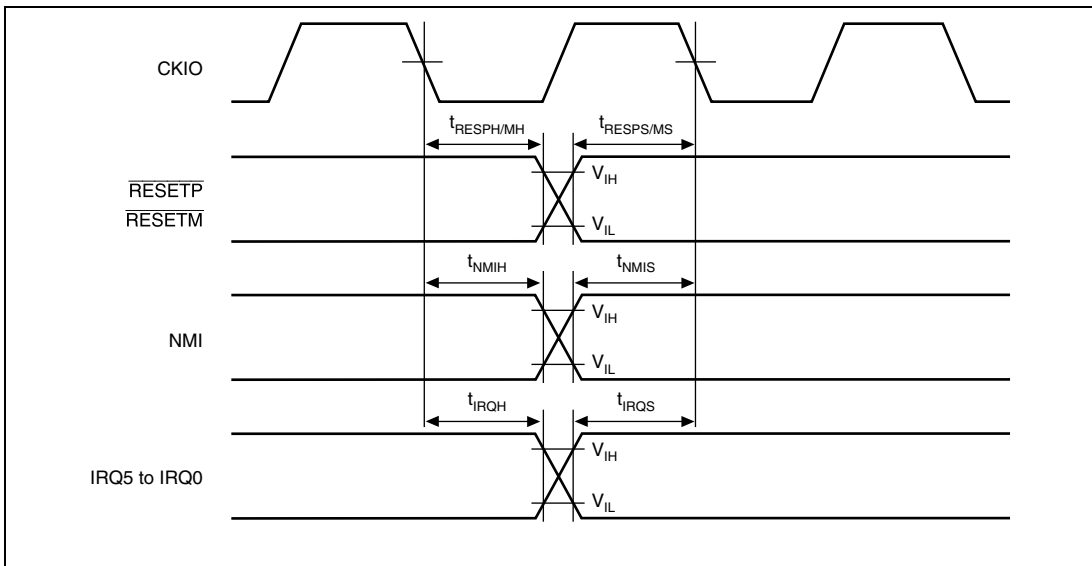 CKIO
tRESPH/MH tRESPS/MS
RESETP
RESETM
VIH
VIL
tNMIH tNMIS
NMI
VIH
VIL
tIRQH tIRQS
IRQ5 to IRQ0
VIH
VIL